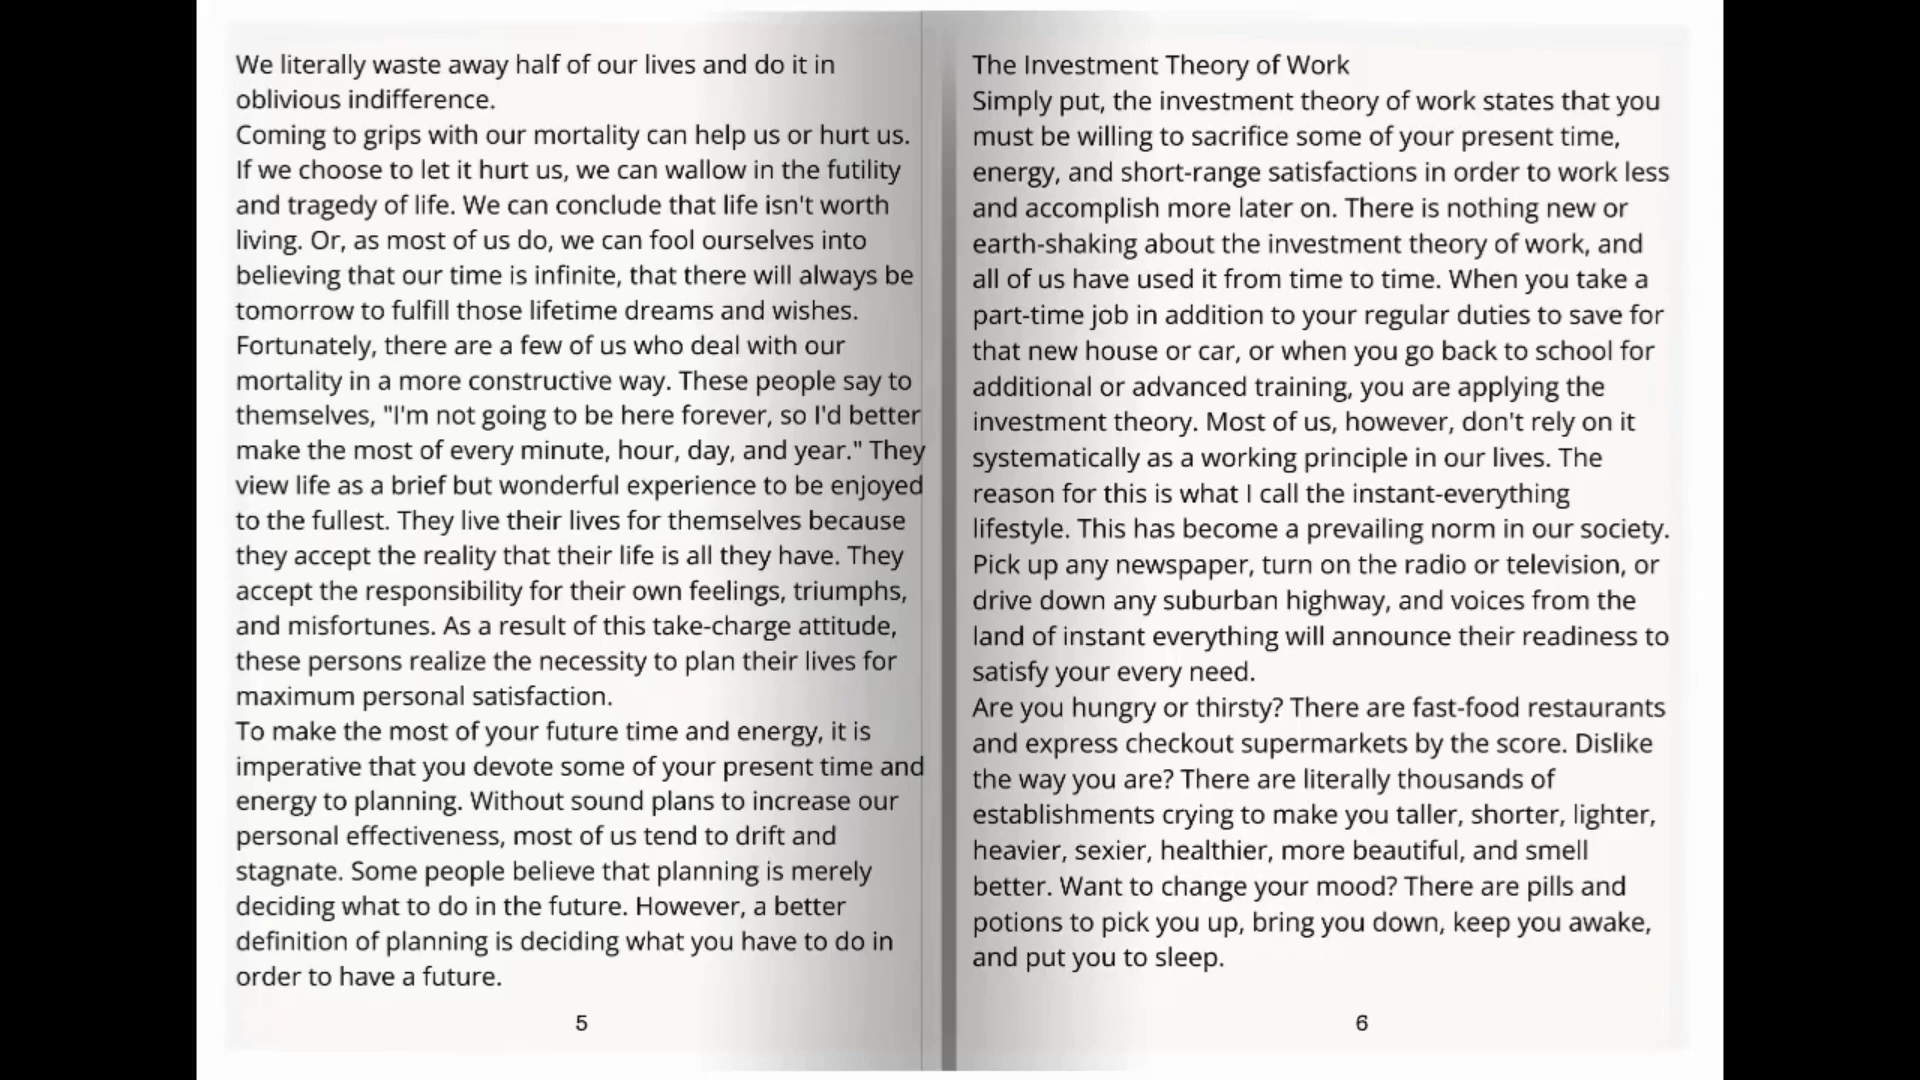 We literally waste away half of our lives and do it in
oblivious indifference.
Coming to grips with our mortality can help us or hurt us.
If we choose to let it hurt us, we can wallow in the futility
and tragedy of life. We can conclude that life isn't worth
living. Or, as most of us do, we can fool ourselves into
believing that our time is infinite, that there will always be
tomorrow to fulfill those lifetime dreams and wishes.
Fortunately, there are a few of us who deal with our
mortality in a more constructive way. These people say to
themselves, "I'm not going to be here forever, so I'd better
make the most of every minute, hour, day, and year." They
view life as a brief but wonderful experience to be enjoyed
to the fullest. They live their lives for themselves because
they accept the reality that their life is all they have. They
accept the responsibility for their own feelings, triumphs,
and misfortunes. As a result of this take-charge attitude,
these persons realize the necessity to plan their lives for
maximum personal satisfaction.
To make the most of your future time and energy, it is
imperative that you devote some of your present time and
energy to planning. Without sound plans to increase our
personal effectiveness, most of us tend to drift and
stagnate. Some people believe that planning is merely
deciding what to do in the future. However, a better
definition of planning is deciding what you have to do in
order to have a future.
5
The Investment Theory of Work
Simply put, the investment theory of work states that you
must be willing to sacrifice some of your present time,
energy, and short-range satisfactions in order to work less
and accomplish more later on. There is nothing new or
earth-shaking about the investment theory of work, and
all of us have used it from time to time. When you take a
part-time job in addition to your regular duties to save for
that new house or car, or when you go back to school for
additional or advanced training, you are applying the
investment theory. Most of us, however, don't rely on it
systematically as a working principle in our lives. The
reason for this is what I call the instant-everything
lifestyle. This has become a prevailing norm in our society.
Pick up any newspaper, turn on the radio or television, or
drive down any suburban highway, and voices from the
land of instant everything will announce their readiness to
satisfy your every need.
Are you hungry or thirsty? There are fast-food restaurants
and express checkout supermarkets by the score. Dislike
the way you are? There are literally thousands of
establishments crying to make you taller, shorter, lighter,
heavier, sexier, healthier, more beautiful, and smell
better. Want to change your mood? There are pills and
potions to pick you up, bring you down, keep you awake,
and put you to sleep.
6